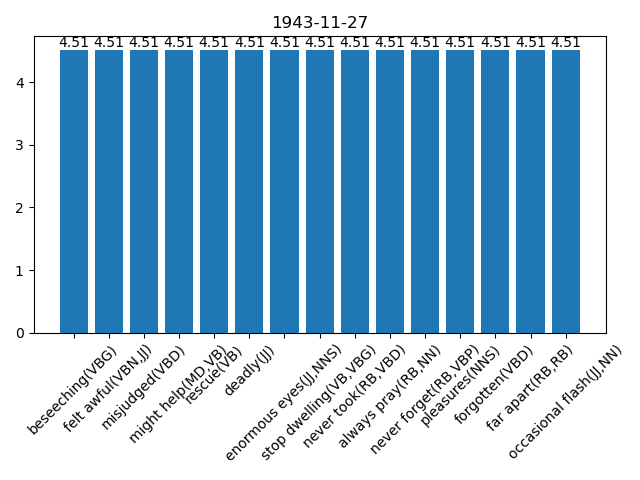 1943-11-27
4.51 4.51 4.51 4.51 4.51 4.51 4.51 4.51 4.51 4.51 4.51 4.51 4.51 4.51 4.51
4
3
2
1
0
beseeching(VBG)
felt awful(VBN,JJ)
misjudged(VBD)
might help(MD,VB)
rescue(VB)
deadly(JJ)
enormous eyes(JJ,NNS)
stop dwelling(VB,VBG)
never took(RB,VBD)
always pray(RB,NN)
never forget(RB,VBP)
pleasures(NNS)
forgotten(VBD)
far apart(RB,RB)
occasional flash(JJ,NN)